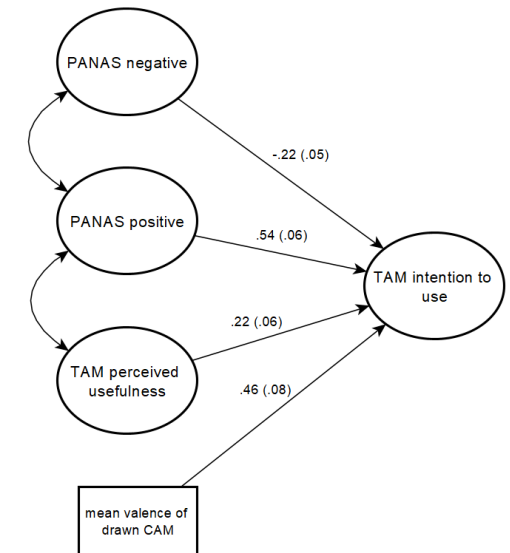 PANAS negative
-.22 (.05)
PANAS positive
.54 (.06)
TAM intention to
use
.22 (.06)
TAM perceived
usefulness
.46 (.08)
mean valence of
drawn CAM